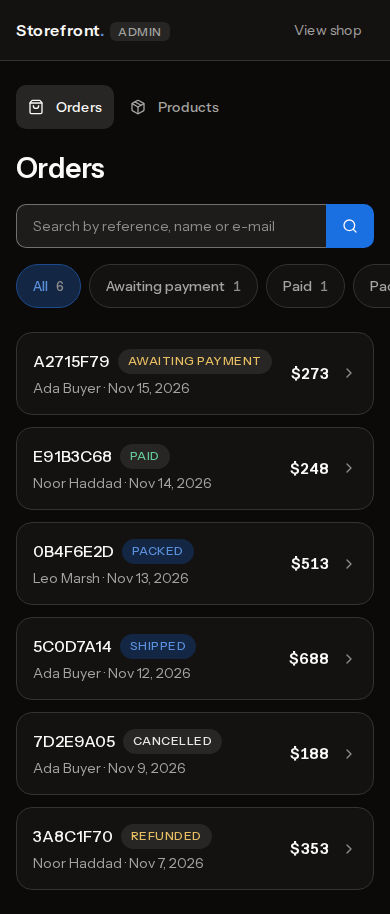 Storefront. ADMIN View shop
Orders Products
Orders
Search by reference, name or e-mail
All 6 Awaiting payment 1 Paid 1 Pac
A2715F79 AWAITING PAYMENT
Ada Buyer · Nov 15, 2026
$273
E91B3C68 PAID
Noor Haddad · Nov 14, 2026
$248
0B4F6E2D PACKED
Leo Marsh · Nov 13, 2026
$513
5C0D7A14 SHIPPED
Ada Buyer · Nov 12, 2026
$688
7D2E9A05 CANCELLED
Ada Buyer · Nov 9, 2026
$188
3A8C1F70 REFUNDED
Noor Haddad · Nov 7, 2026
$353